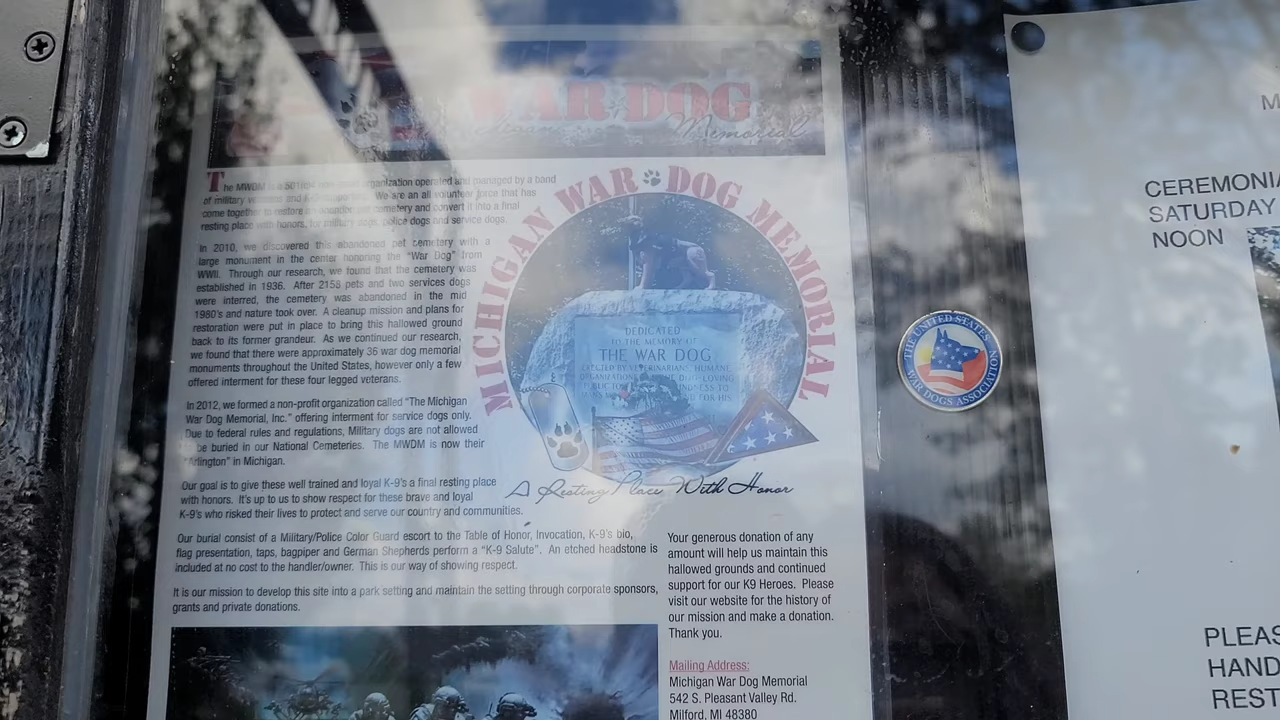 WAR DOG
Memorial
The MWDM is a 501 organization operated and managed by a band
of military and K-9 We are an all volunteer force that has
come together to restore an cemetery and convert it into a final
resting place with honors, for military dogs, police dogs and service dogs.
In 2010, we discovered this abandoned pet cemetery with a
large monument in the center honoring the "War Dog" from
WWII. Through our research, we found that the cemetery was
established in 1936. After 2158 pets and two services dogs
were interred, the cemetery was abandoned in the mid
1980's and nature took over. A cleanup mission and plans for
restoration were put in place to bring this hallowed ground
back to its former grandeur. As we continued our research,
we found that there were approximately 36 war dog memorial
monuments throughout the United States, however only a few
offered interment for these four legged veterans.
In 2012, we formed a non-profit organization called "The Michigan
War Dog Memorial, Inc." offering interment for service dogs only.
Due to federal rules and regulations, Military dogs are not allowed
to be buried in our National Cemeteries. The MWDM is now their
"Arlington" in Michigan.
Our goal is to give these well trained and loyal K-9's a final resting place
with honors. It's up to us to show respect for these brave and loyal
K-9's who risked their lives to protect and serve our country and communities.
Our burial consist of a Military/Police Color Guard escort to the Table of Honor, Invocation, K-9's bio,
flag presentation, taps, bagpiper and German Shepherds perform a "K-9 Salute". An etched headstone is
included at no cost to the handler/owner. This is our way of showing respect.
It is our mission to develop this site into a park setting and maintain the setting through corporate sponsors,
grants and private donations.
MICHIGAN WAR DOG MEMORIAL
DEDICATED
TO THE MEMORY OF
THE WAR DOG
ERECTED BY VETERINARIANS, HUMANE
A Resting Place With Honor
Your generous donation of any
amount will help us maintain this
hallowed grounds and continued
support for our K9 Heroes. Please
visit our website for the history of
our mission and make a donation.
Thank you.
Mailing Address:
Michigan War Dog Memorial
542 S. Pleasant Valley Rd.
Milford, MI 48380
THE UNITED STATES
WAR DOGS ASSOCIATION
M
CEREMONIA
SATURDAY
NOON
PLEAS
HAND
REST